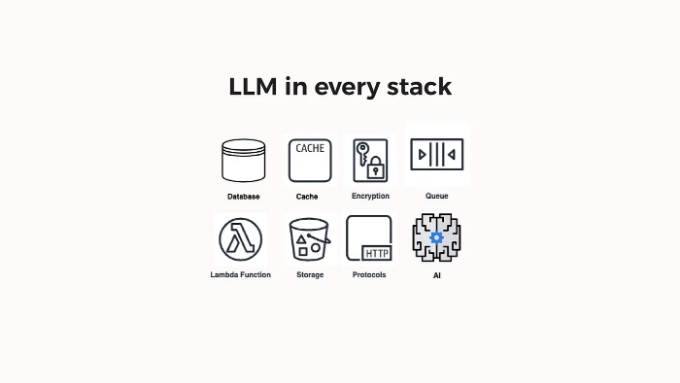 LLM in every stack
CACHE
Database
Cache
Encryption
Queue
HTTP
Lambda Function
Storage
Protocols
AI